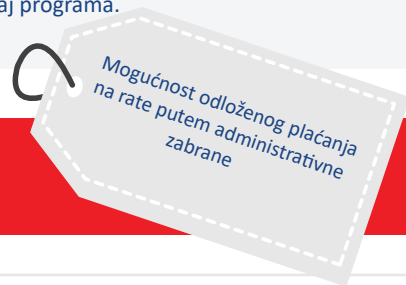 aj programa.
Mogućnost odloženog plaćanja
na rate putem administrativne
zabrane